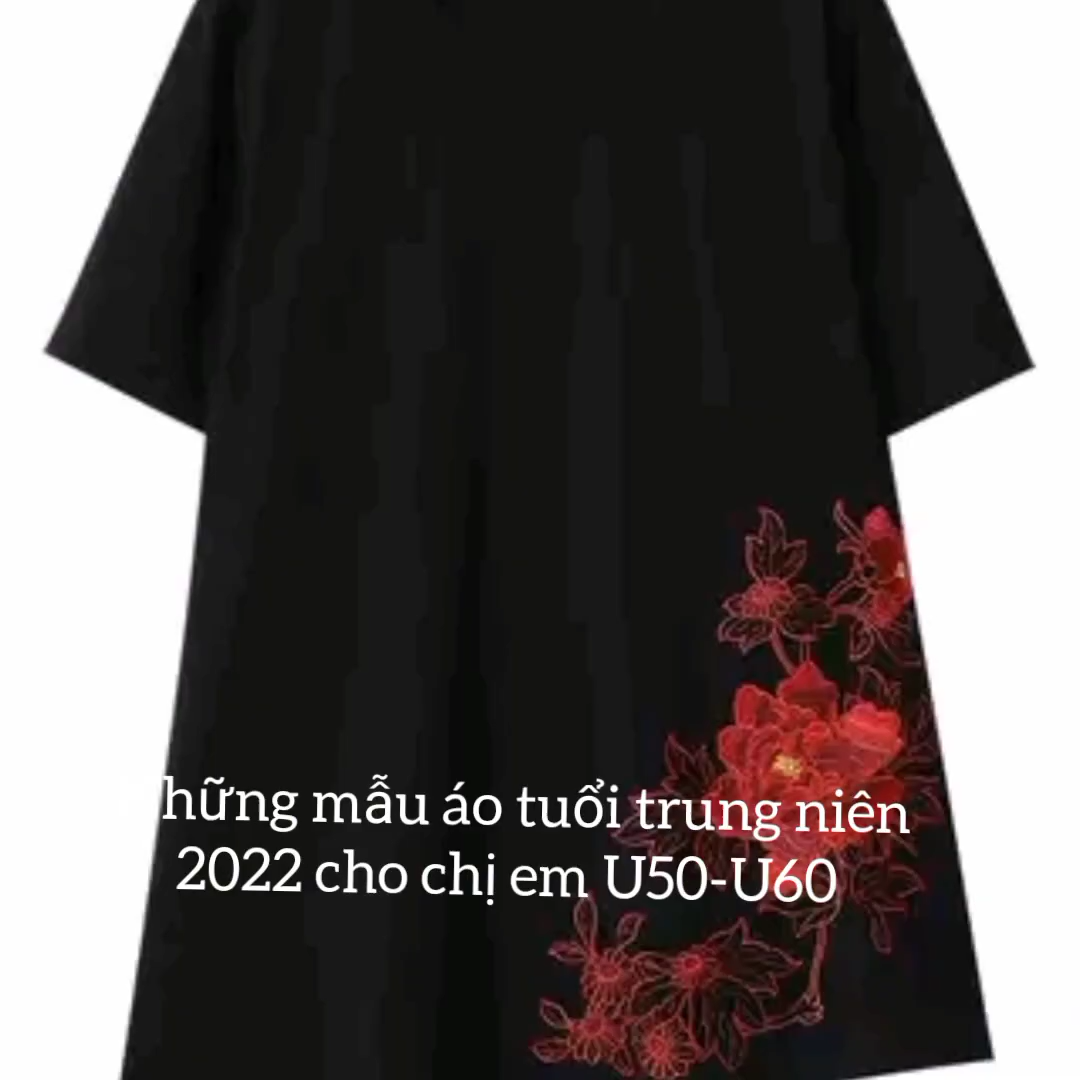 hững mẫu áo tuổi trung niên
2022 cho chị em U50-U60